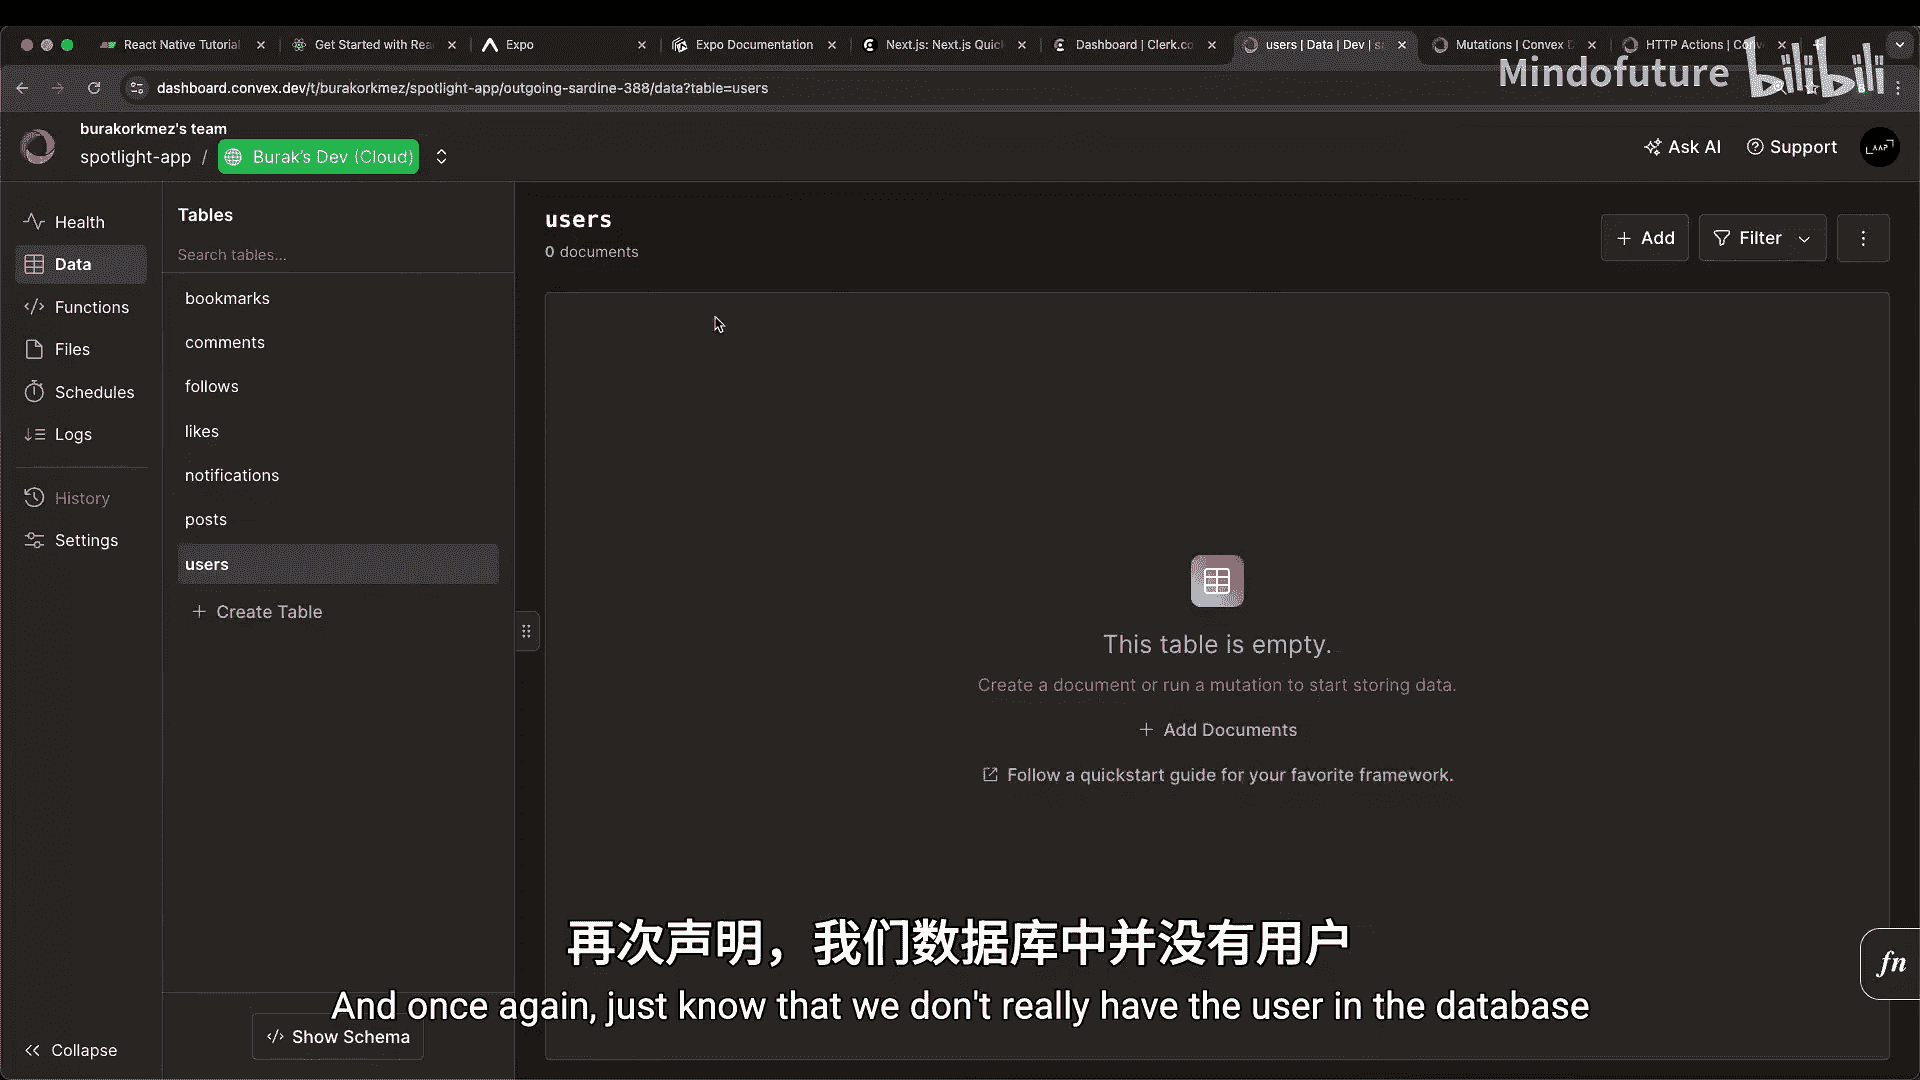 React Native Tutorial
Get Started with Rea
Expo
Expo Documentation
Next.js: Next.js Quic
Dashboard | Clerk.co
users | Data | Dev | s
Mutations | Convex D
HTTP Actions | Conv
Mindofuture
bilibili
dashboard.convex.dev/t/burakorkmez/spotlight-app/outgoing-sardine-388/data?table=users
burakorkmez's team
spotlight-app / Burak's Dev (Cloud)
Ask AI
Support
Health
Data
Functions
Files
Schedules
Logs
History
Settings
Collapse
Tables
Search tables...
bookmarks
comments
follows
likes
notifications
posts
users
+ Create Table
Show Schema
users
0 documents
+ Add
Filter
This table is empty.
Create a document or run a mutation to start storing data.
+ Add Documents
Follow a quickstart guide for your favorite framework.
fn
再次声明，我们数据库中并没有用户
And once again, just know that we don't really have the user in the database